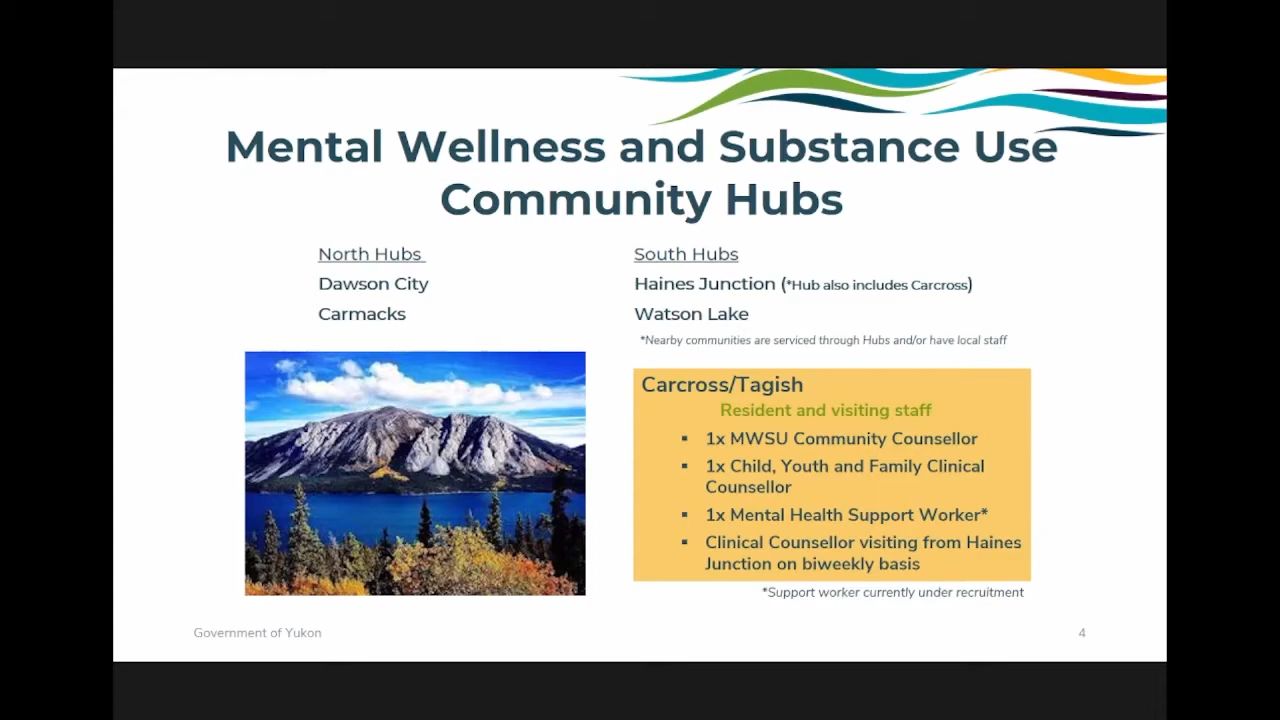 Mental Wellness and Substance Use
Community Hubs
North Hubs
Dawson City
Carmacks
South Hubs
Haines Junction (*Hub also includes Carcross)
Watson Lake
*Nearby communities are serviced through Hubs and/or have local staff
Carcross/Tagish
Resident and visiting staff
▪ 1x MWSU Community Counsellor
▪ 1x Child, Youth and Family Clinical
Counsellor
▪ 1x Mental Health Support Worker*
▪ Clinical Counsellor visiting from Haines
Junction on biweekly basis
*Support worker currently under recruitment
Government of Yukon
4